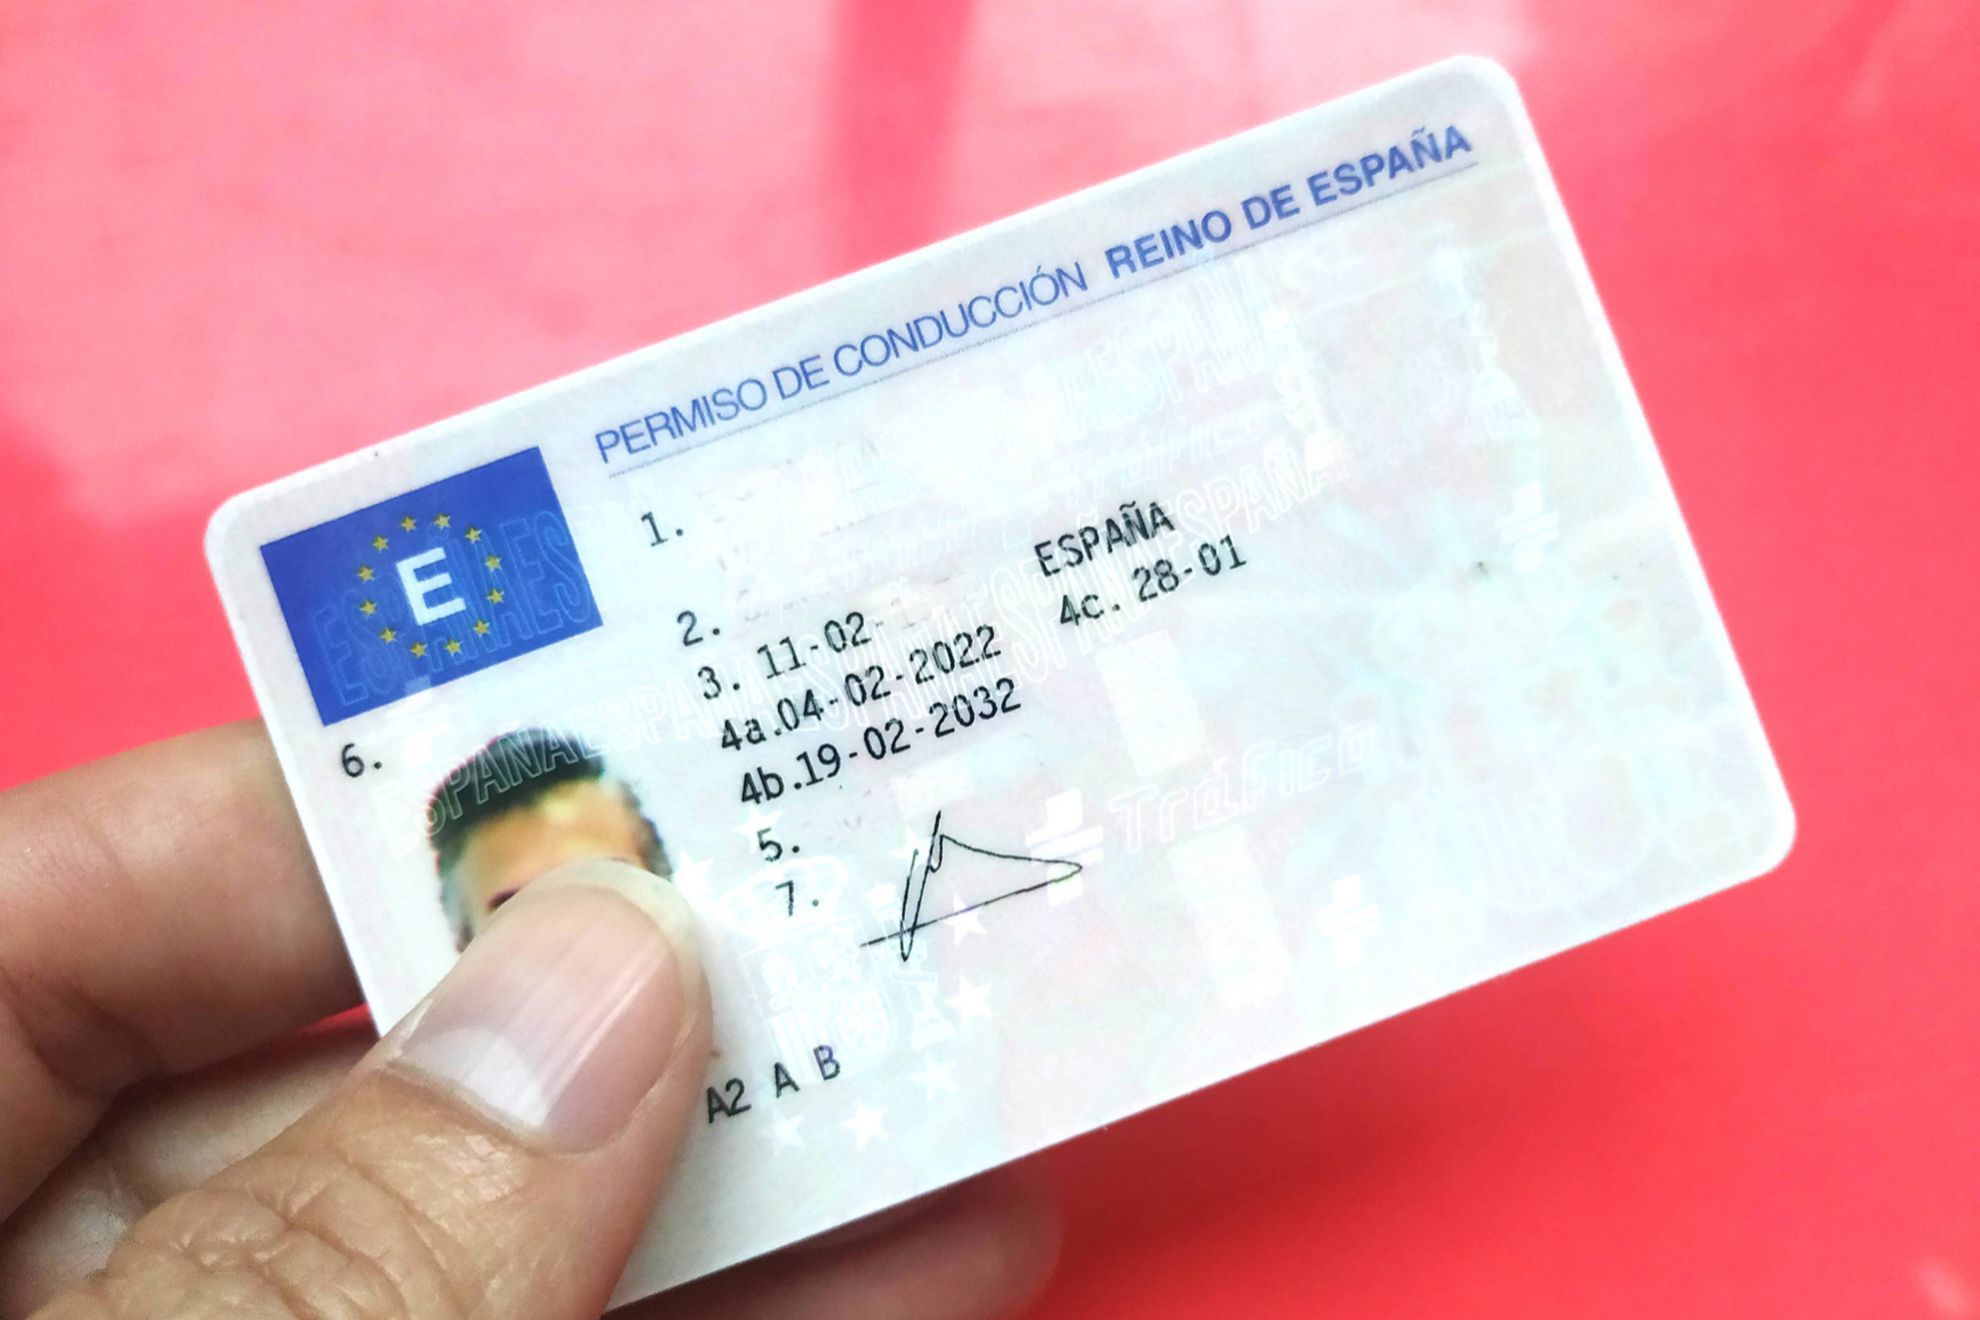 PERMISO DE CONDUCCIÓN REINO DE ESPAÑA
E
1.
2.
3. 11-02- ESPAÑA
4a.04-02-2022 4c. 28-01
4b.19-02-2032
5.
6.
7.
A2 A B
ESPAÑAESPAÑAESPAÑAESPAÑAESPAÑA
Tráfico